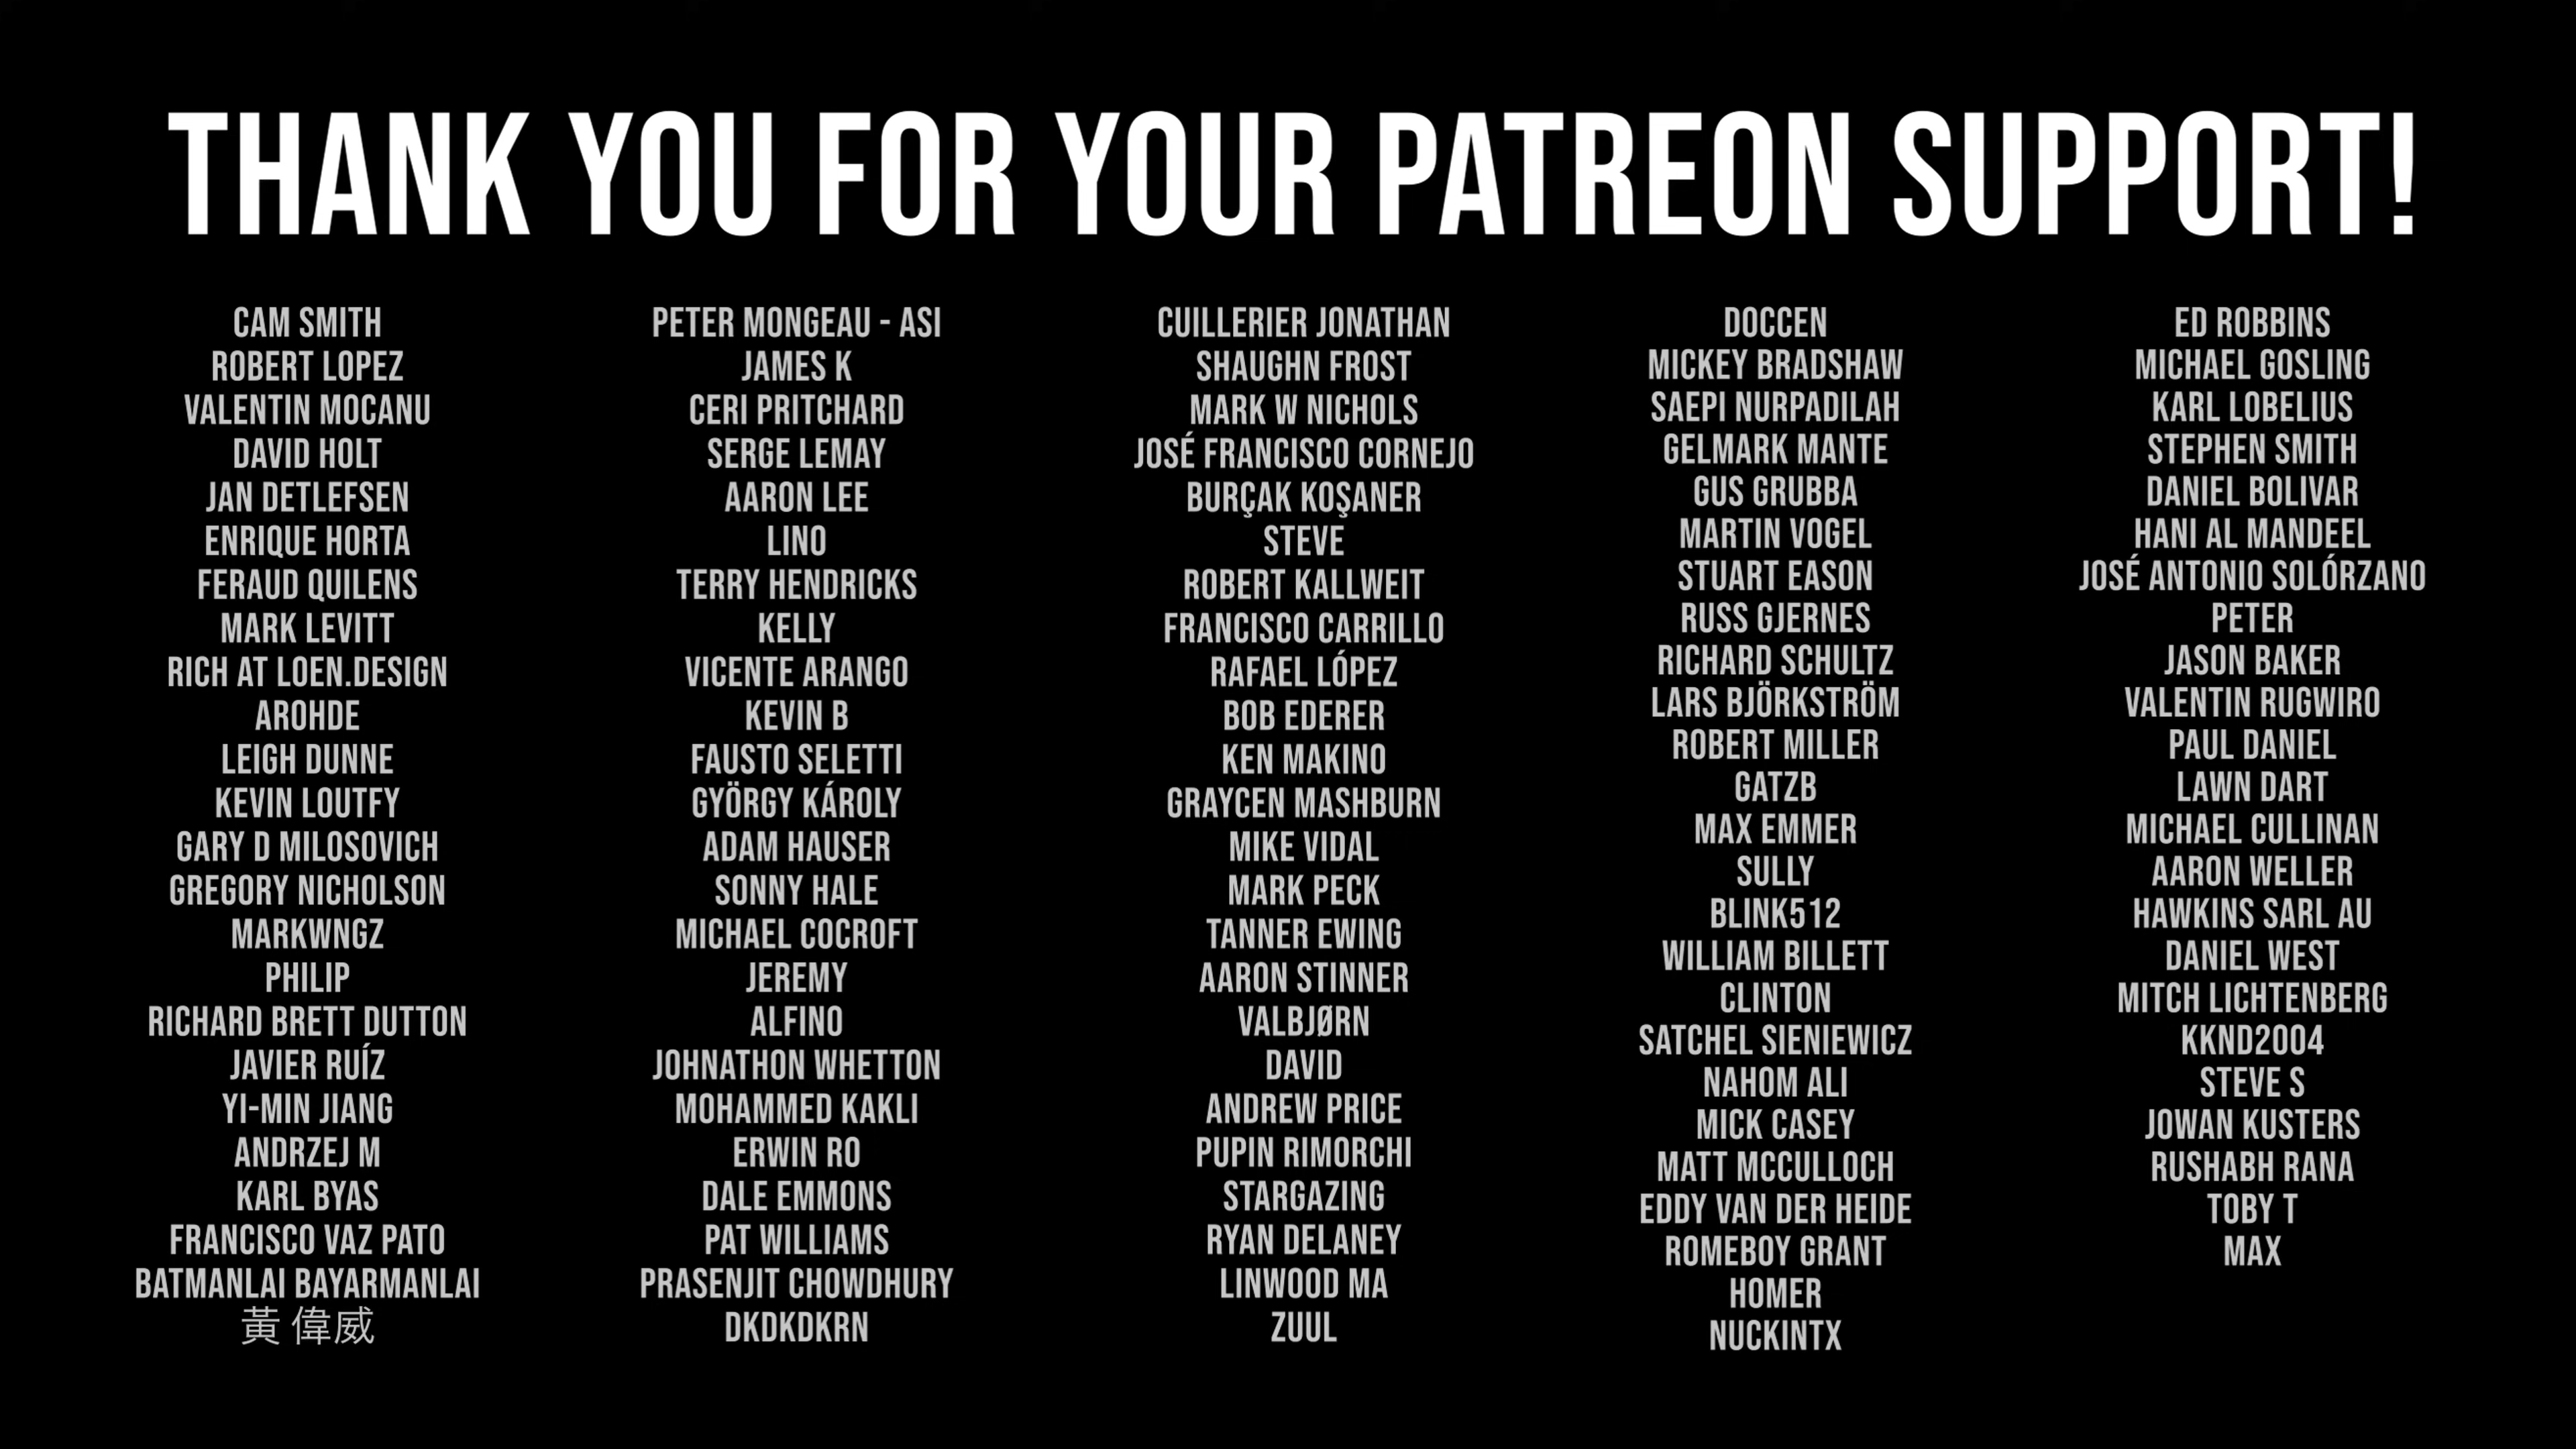 THANK YOU FOR YOUR PATREON SUPPORT!
CAM SMITH
ROBERT LOPEZ
VALENTIN MOCANU
DAVID HOLT
JAN DETLEFSEN
ENRIQUE HORTA
FERAUD QUILENS
MARK LEVITT
RICH AT LOEN.DESIGN
AROHDE
LEIGH DUNNE
KEVIN LOUTFY
GARY D MILOSOVICH
GREGORY NICHOLSON
MARKWNGZ
PHILIP
RICHARD BRETT DUTTON
JAVIER RUÍZ
YI-MIN JIANG
ANDRZEJ M
KARL BYAS
FRANCISCO VAZ PATO
BATMANLAI BAYARMANLAI
黃 偉威
PETER MONGEAU - ASI
JAMES K
CERI PRITCHARD
SERGE LEMAY
AARON LEE
LINO
TERRY HENDRICKS
KELLY
VICENTE ARANGO
KEVIN B
FAUSTO SELETTI
GYÖRGY KÁROLY
ADAM HAUSER
SONNY HALE
MICHAEL COCROFT
JEREMY
ALFINO
JOHNATHON WHETTON
MOHAMMED KAKLI
ERWIN RO
DALE EMMONS
PAT WILLIAMS
PRASENJIT CHOWDHURY
DKDKDKRN
CUILLERIER JONATHAN
SHAUGHN FROST
MARK W NICHOLS
JOSÉ FRANCISCO CORNEJO
BURÇAK KOŞANER
STEVE
ROBERT KALLWEIT
FRANCISCO CARRILLO
RAFAEL LÓPEZ
BOB EDERER
KEN MAKINO
GRAYCEN MASHBURN
MIKE VIDAL
MARK PECK
TANNER EWING
AARON STINNER
VALBJØRN
DAVID
ANDREW PRICE
PUPIN RIMORCHI
STARGAZING
RYAN DELANEY
LINWOOD MA
ZUUL
DOCCEN
MICKEY BRADSHAW
SAEPI NURPADILAH
GELMARK MANTE
GUS GRUBBA
MARTIN VOGEL
STUART EASON
RUSS GJERNES
RICHARD SCHULTZ
LARS BJÖRKSTRÖM
ROBERT MILLER
GATZB
MAX EMMER
SULLY
BLINK512
WILLIAM BILLETT
CLINTON
SATCHEL SIENIEWICZ
NAHOM ALI
MICK CASEY
MATT MCCULLOCH
EDDY VAN DER HEIDE
ROMEBOY GRANT
HOMER
NUCKINTX
ED ROBBINS
MICHAEL GOSLING
KARL LOBELIUS
STEPHEN SMITH
DANIEL BOLIVAR
HANI AL MANDEEL
JOSÉ ANTONIO SOLÓRZANO
PETER
JASON BAKER
VALENTIN RUGWIRO
PAUL DANIEL
LAWN DART
MICHAEL CULLINAN
AARON WELLER
HAWKINS SARL AU
DANIEL WEST
MITCH LICHTENBERG
KKND2004
STEVE S
JOWAN KUSTERS
RUSHABH RANA
TOBY T
MAX